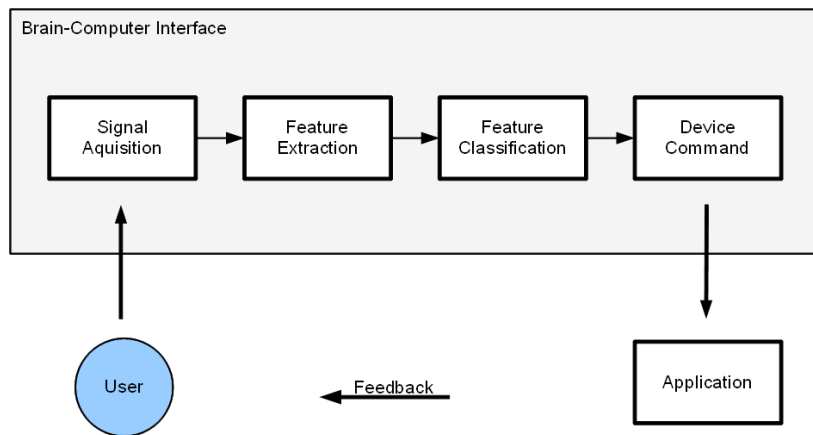 Brain-Computer Interface
Signal
Aquisition
Feature
Extraction
Feature
Classification
Device
Command
User
Feedback
Application